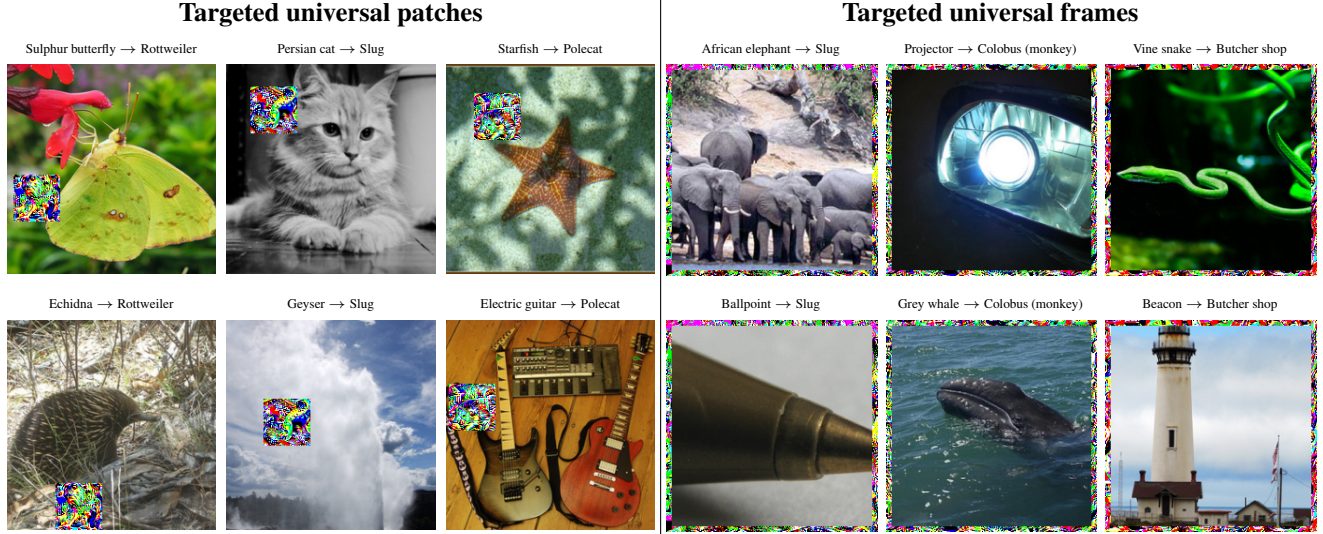 Targeted universal patches
Targeted universal frames
Sulphur butterfly → Rottweiler
Persian cat → Slug
Starfish → Polecat
African elephant → Slug
Projector → Colobus (monkey)
Vine snake → Butcher shop
Echidna → Rottweiler
Geyser → Slug
Electric guitar → Polecat
Ballpoint → Slug
Grey whale → Colobus (monkey)
Beacon → Butcher shop